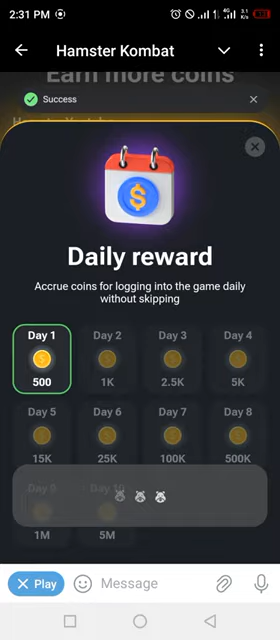 2:31 PM
Hamster Kombat
Earn more coins
Success
Daily reward
Accrue coins for logging into the game daily
without skipping
Day 1
Day 2
Day 3
Day 4
500
1K
2.5K
5K
Day 5
Day 6
Day 7
Day 8
15K
25K
100K
500K
Day 9
Day 10
1M
5M
Play
Message